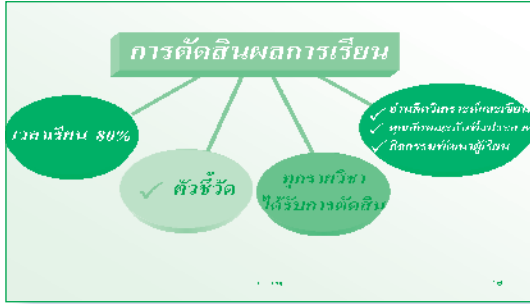 การตัดสินผลการเรียน
เวลาเรียน 80%
✓ ตัวชี้วัด
ทุกรายวิชา
ได้รับการตัดสิน
✓ อ่านคิดวิเคราะห์และเขียน
✓ คุณลักษณะอันพึงประสงค์
✓ กิจกรรมพัฒนาผู้เรียน